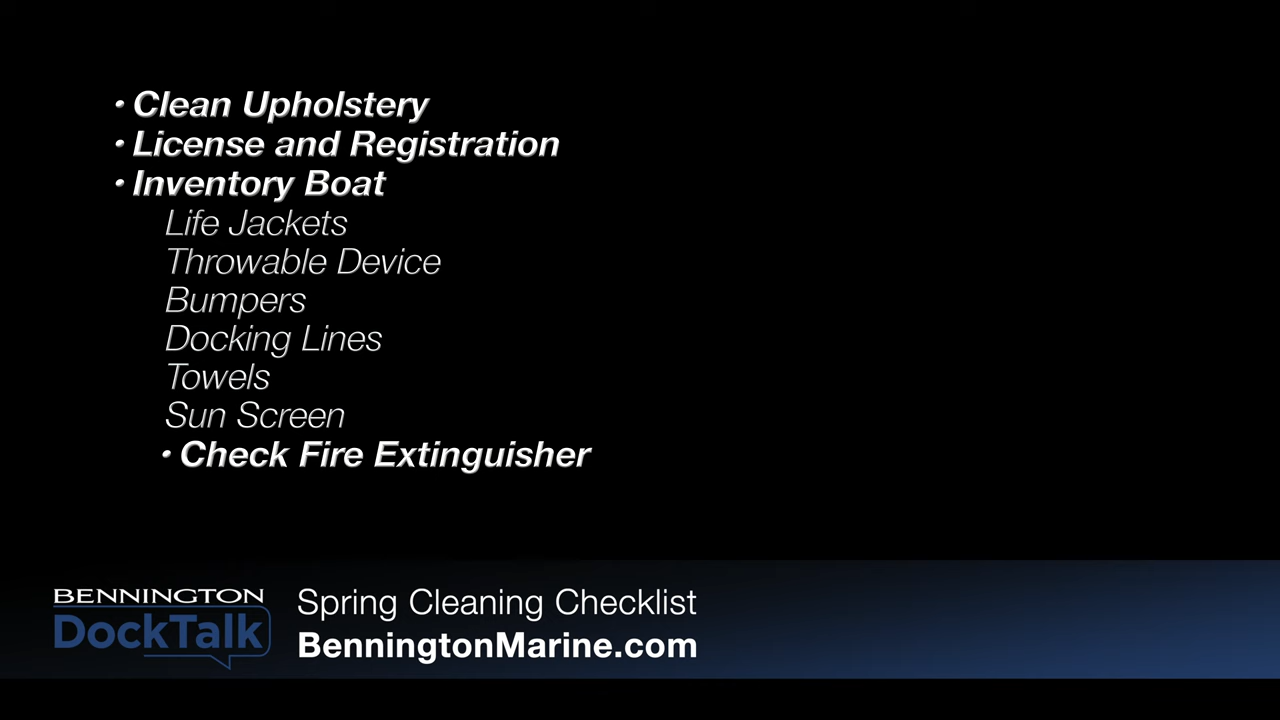 • Clean Upholstery
• License and Registration
• Inventory Boat
Life Jackets
Throwable Device
Bumpers
Docking Lines
Towels
Sun Screen
• Check Fire Extinguisher
BENNINGTON
DockTalk
Spring Cleaning Checklist
BenningtonMarine.com